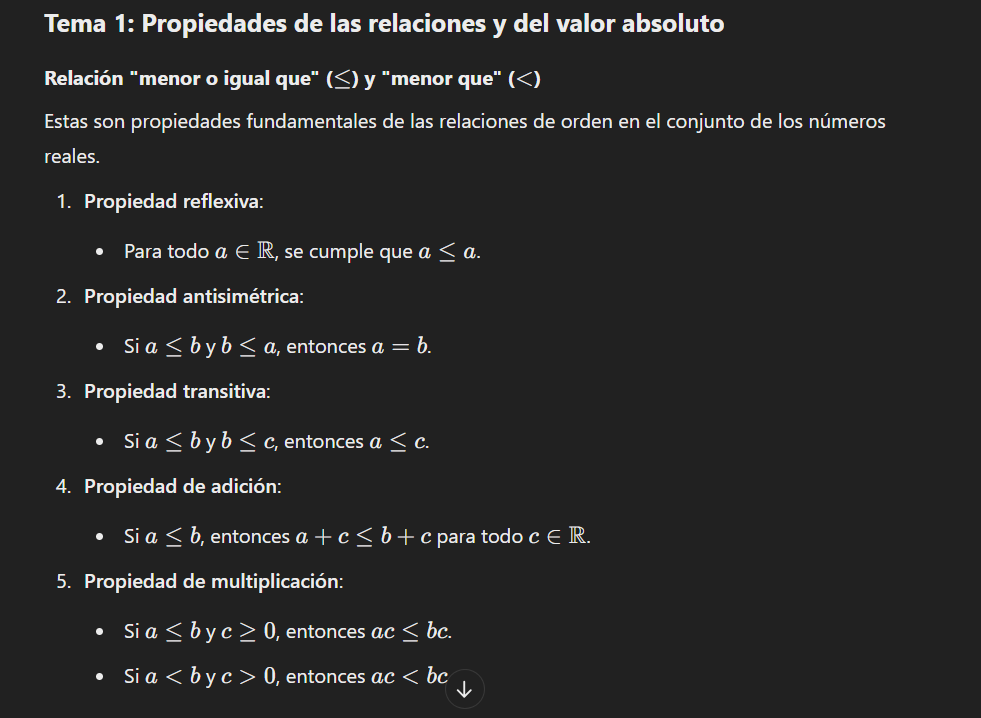 Tema 1: Propiedades de las relaciones y del valor absoluto
Relación "menor o igual que" (≤) y "menor que" (<)
Estas son propiedades fundamentales de las relaciones de orden en el conjunto de los números
reales.
1. Propiedad reflexiva:
• Para todo a ∈ ℝ, se cumple que a ≤ a.
2. Propiedad antisimétrica:
• Si a ≤ b y b ≤ a, entonces a = b.
3. Propiedad transitiva:
• Si a ≤ b y b ≤ c, entonces a ≤ c.
4. Propiedad de adición:
• Si a ≤ b, entonces a + c ≤ b + c para todo c ∈ ℝ.
5. Propiedad de multiplicación:
• Si a ≤ b y c ≥ 0, entonces ac ≤ bc.
• Si a < b y c > 0, entonces ac < bc